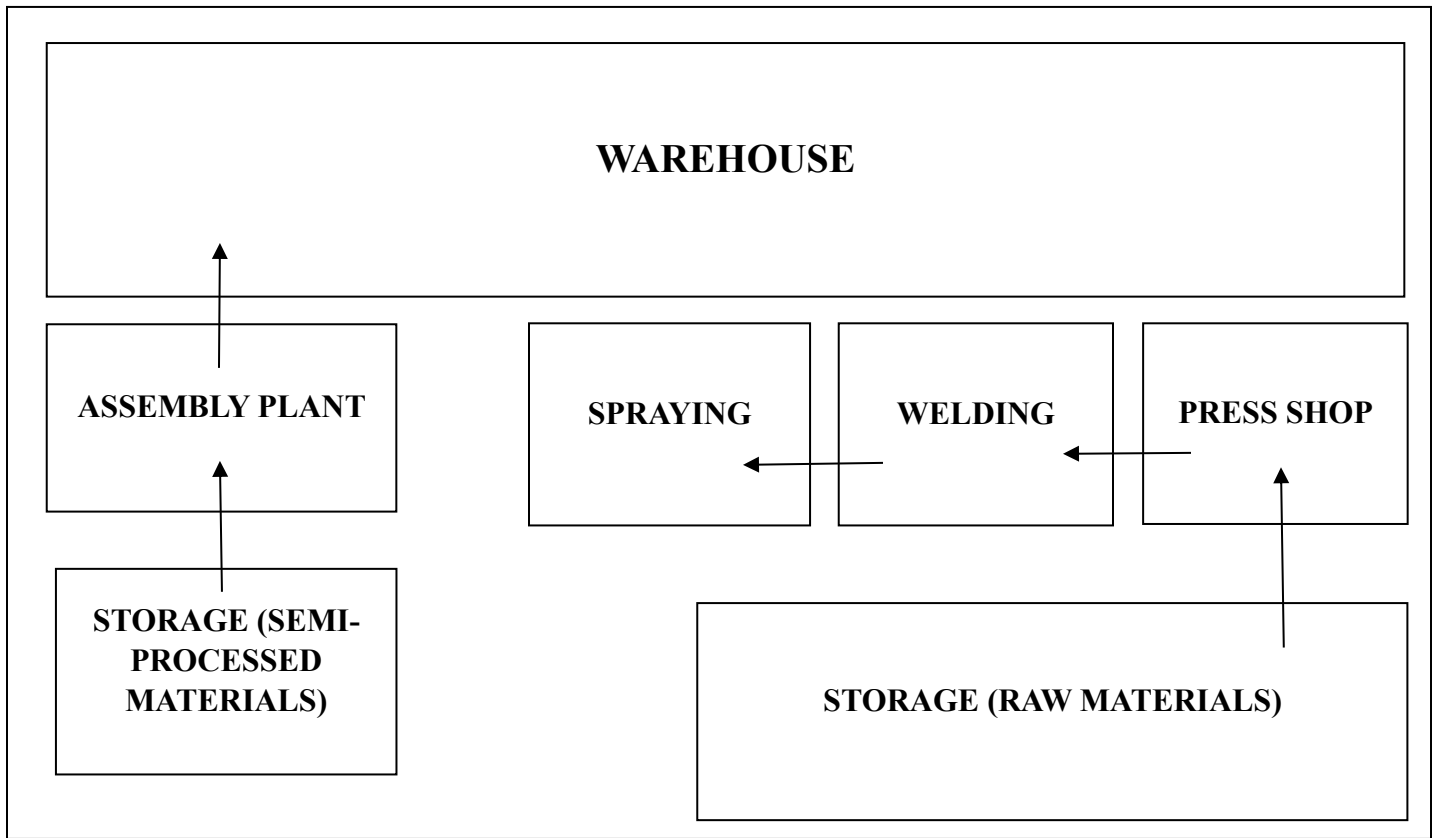 WAREHOUSE
ASSEMBLY PLANT
SPRAYING
WELDING
PRESS SHOP
STORAGE (SEMI-
PROCESSED
MATERIALS)
STORAGE (RAW MATERIALS)